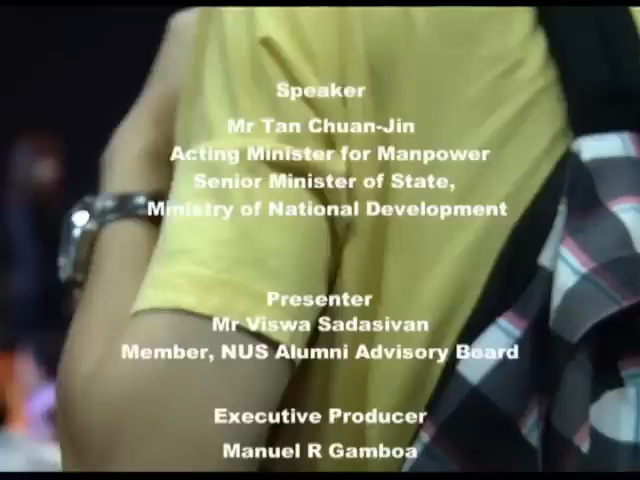 Speaker
Mr Tan Chuan-Jin
Acting Minister for Manpower
Senior Minister of State,
Ministry of National Development
Presenter
Mr Viswa Sadasivan
Member, NUS Alumni Advisory Board
Executive Producer
Manuel R Gamboa